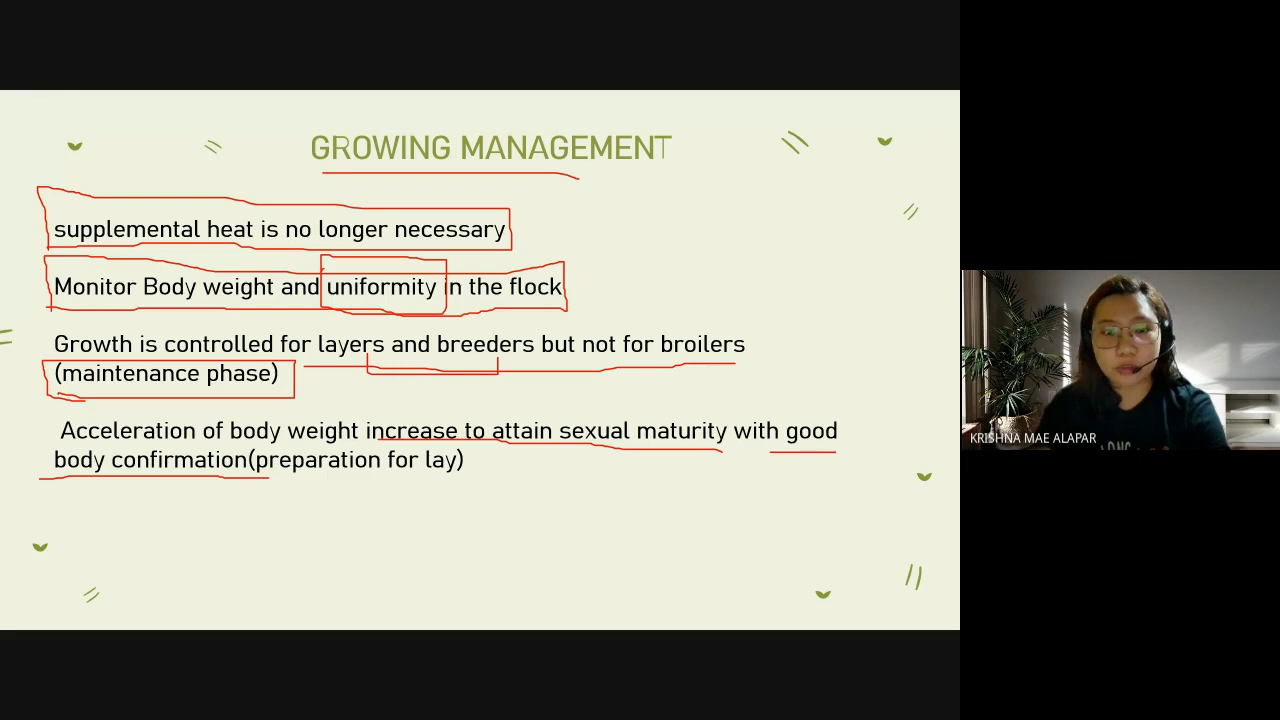 GROWING MANAGEMENT
supplemental heat is no longer necessary
Monitor Body weight and uniformity in the flock
Growth is controlled for layers and breeders but not for broilers
(maintenance phase)
Acceleration of body weight increase to attain sexual maturity with good
body confirmation(preparation for lay)
KRISHNA MAE ALAPAR